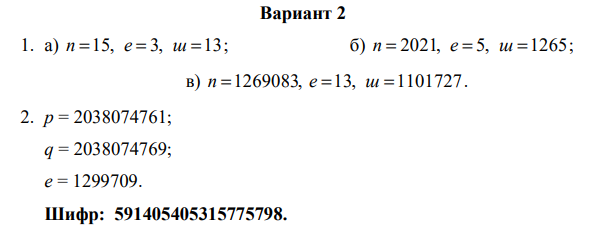 Вариант 2
1. а) n = 15, e = 3, ш = 13; б) n = 2021, e = 5, ш = 1265;
в) n = 1269083, e = 13, ш = 1101727.
2. p = 2038074761;
q = 2038074769;
e = 1299709.
Шифр: 591405405315775798.